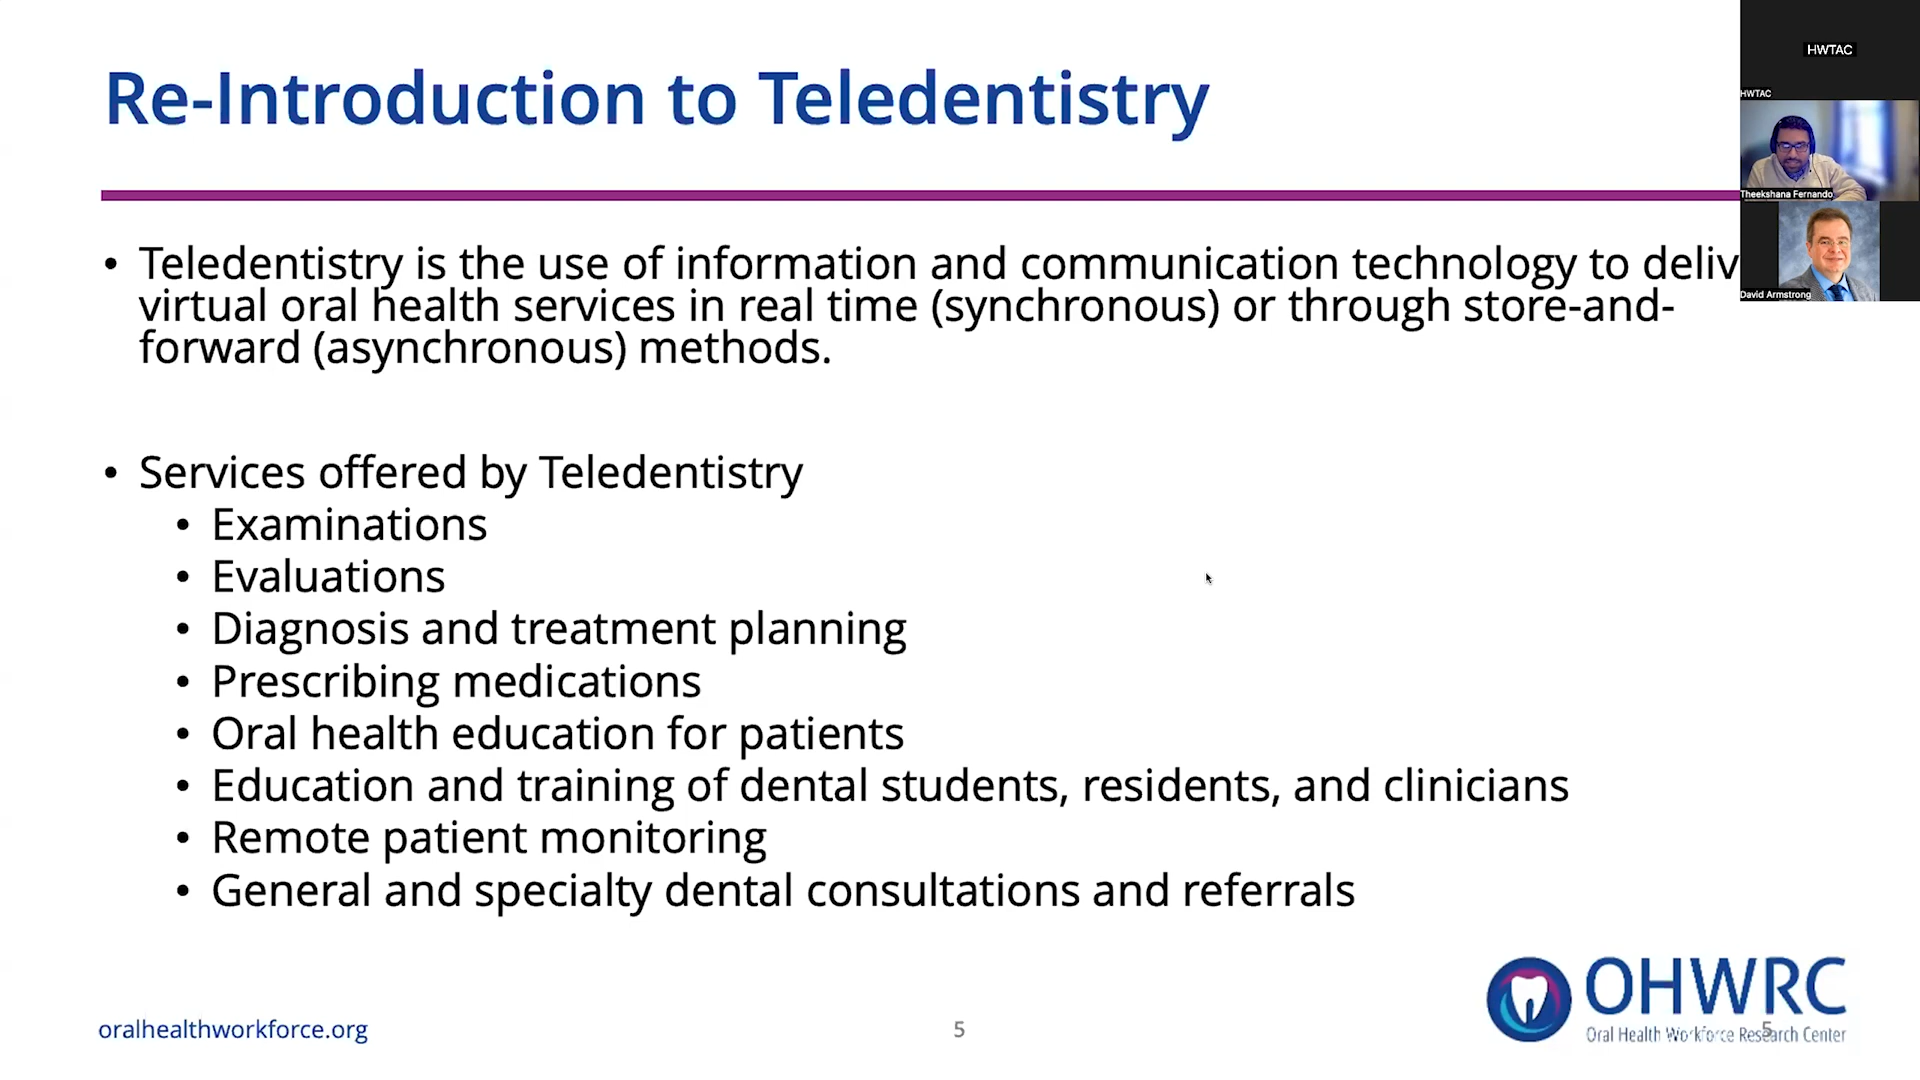 Re-Introduction to Teledentistry
HWTAC
HWTAC
Theekshana Fernando
David Armstrong
• Teledentistry is the use of information and communication technology to deliv
virtual oral health services in real time (synchronous) or through store-and-
forward (asynchronous) methods.
• Services offered by Teledentistry
• Examinations
• Evaluations
• Diagnosis and treatment planning
• Prescribing medications
• Oral health education for patients
• Education and training of dental students, residents, and clinicians
• Remote patient monitoring
• General and specialty dental consultations and referrals
oralhealthworkforce.org
5
OHWRC
Oral Health Workforce Research Center
5